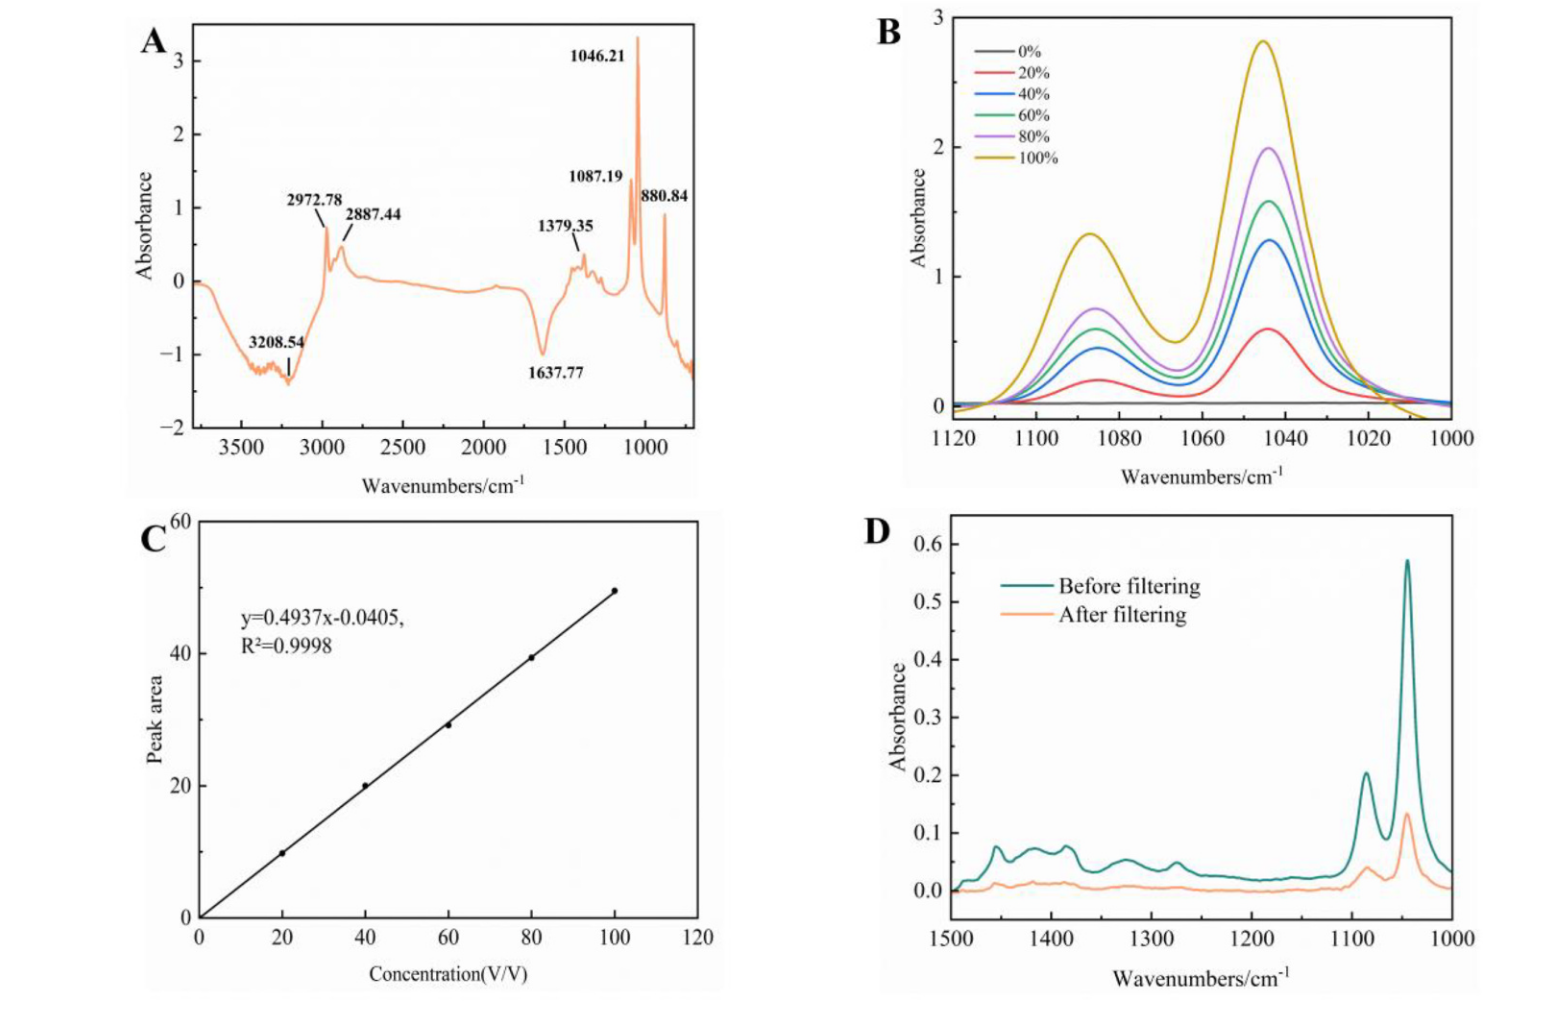 A
1046.21
1087.19
880.84
2972.78
2887.44
1379.35
3208.54
1637.77
3
2
1
0
−1
−2
Absorbance
3500 3000 2500 2000 1500 1000
Wavenumbers/cm-1
B
0%
20%
40%
60%
80%
100%
3
2
1
0
Absorbance
1120 1100 1080 1060 1040 1020 1000
Wavenumbers/cm-1
C
y=0.4937x-0.0405,
R²=0.9998
60
40
20
0
Peak area
0 20 40 60 80 100 120
Concentration(V/V)
D
Before filtering
After filtering
0.6
0.5
0.4
0.3
0.2
0.1
0.0
Absorbance
1500 1400 1300 1200 1100 1000
Wavenumbers/cm-1